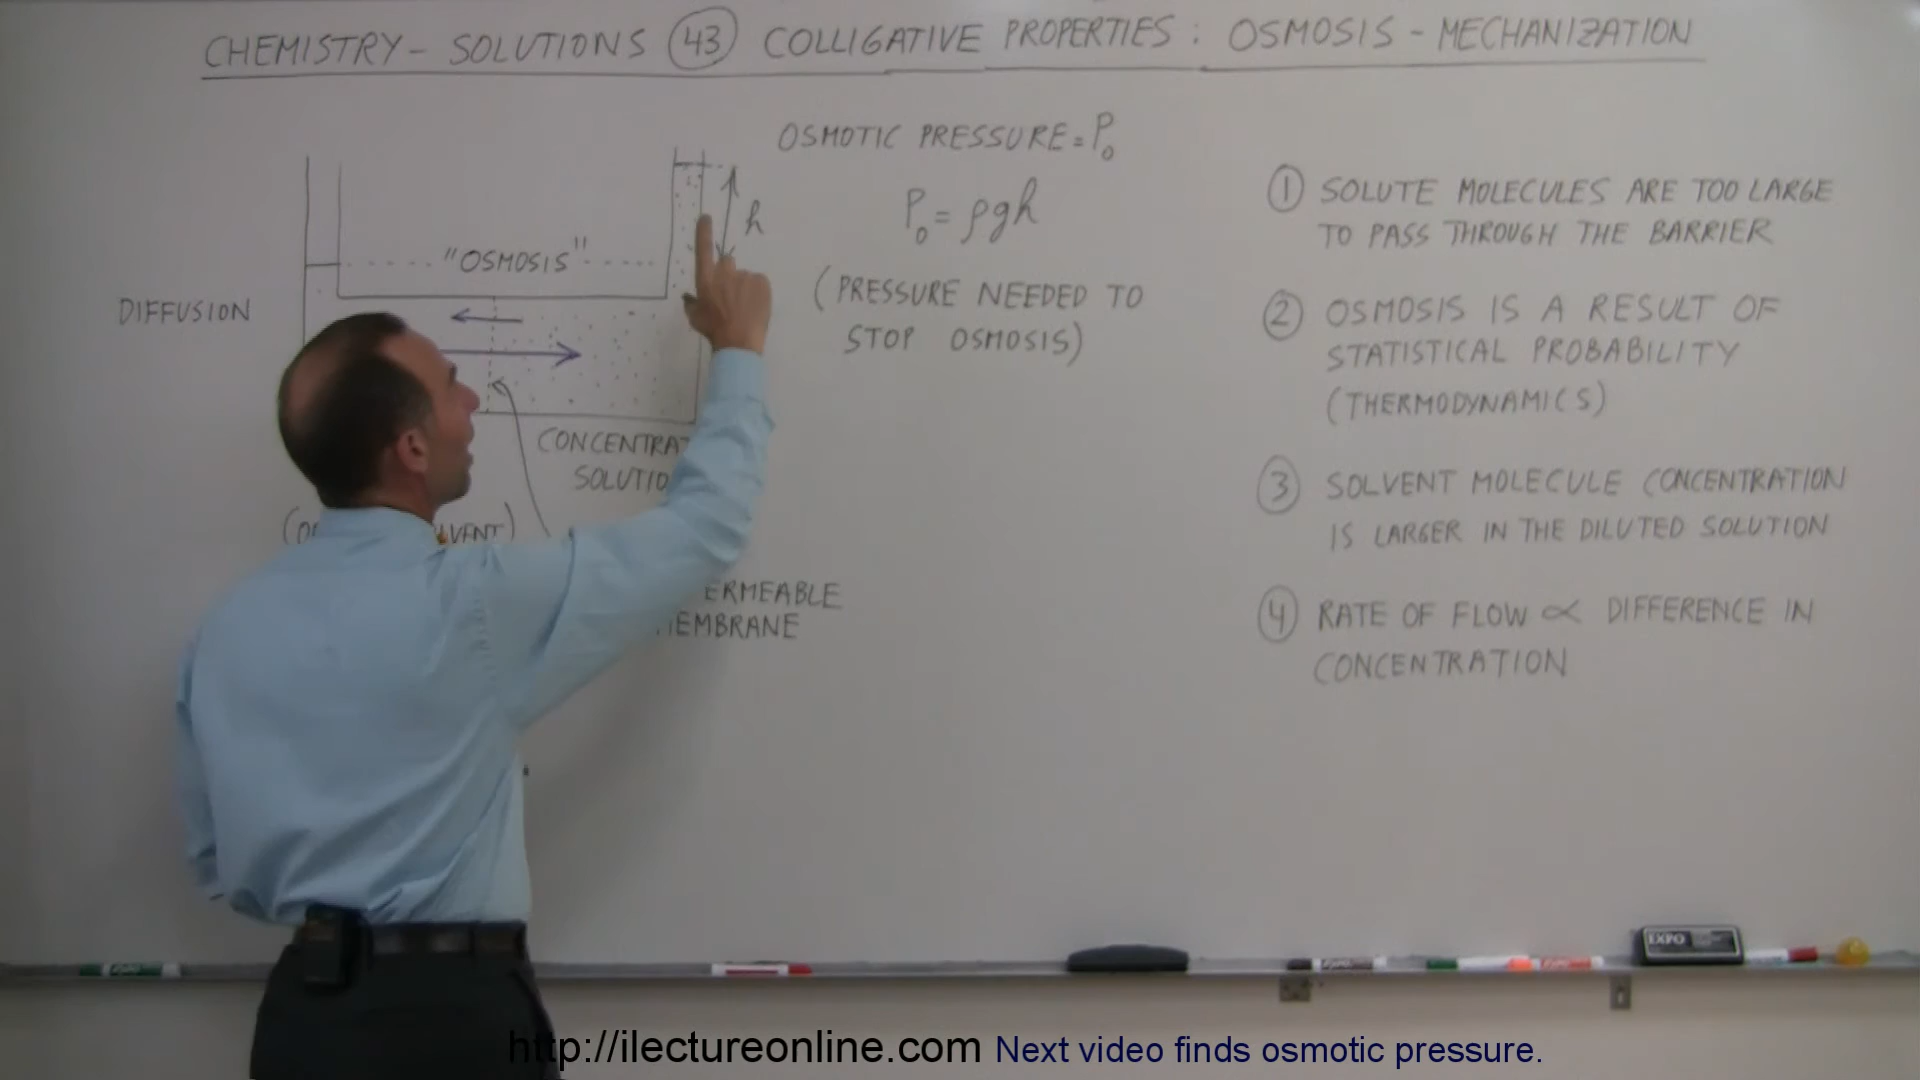 CHEMISTRY - SOLUTIONS 43 COLLIGATIVE PROPERTIES : OSMOSIS - MECHANIZATION
OSMOTIC PRESSURE = P₀
P₀ = ρgh
(PRESSURE NEEDED TO
STOP OSMOSIS)
h
"OSMOSIS"
DIFFUSION
CONCENTRAT
SOLUTIO
VENT)
ERMEABLE
MEMBRANE
① SOLUTE MOLECULES ARE TOO LARGE
TO PASS THROUGH THE BARRIER
② OSMOSIS IS A RESULT OF
STATISTICAL PROBABILITY
(THERMODYNAMICS)
③ SOLVENT MOLECULE CONCENTRATION
IS LARGER IN THE DILUTED SOLUTION
④ RATE OF FLOW ∝ DIFFERENCE IN
CONCENTRATION
EXPO
http://ilectureonline.com Next video finds osmotic pressure.